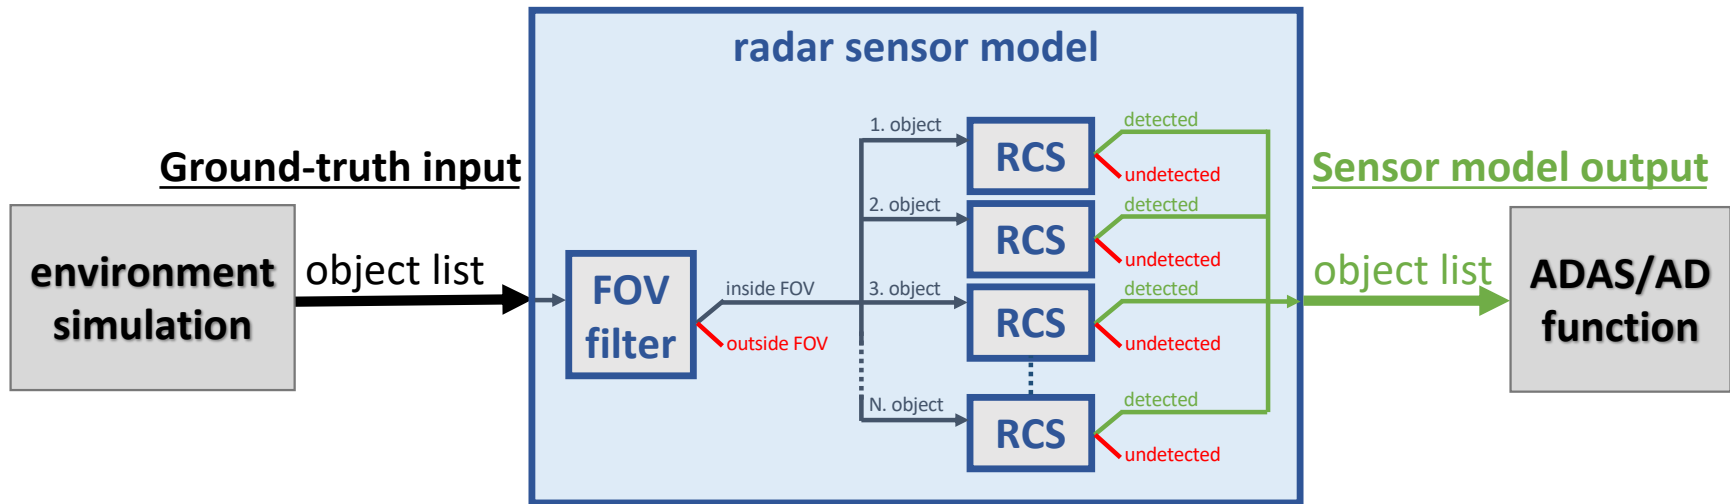 radar sensor model
Ground-truth input
environment
simulation
object list
FOV
filter
inside FOV
outside FOV
1. object
RCS
detected
undetected
2. object
RCS
detected
undetected
3. object
RCS
detected
undetected
N. object
RCS
detected
undetected
Sensor model output
object list
ADAS/AD
function